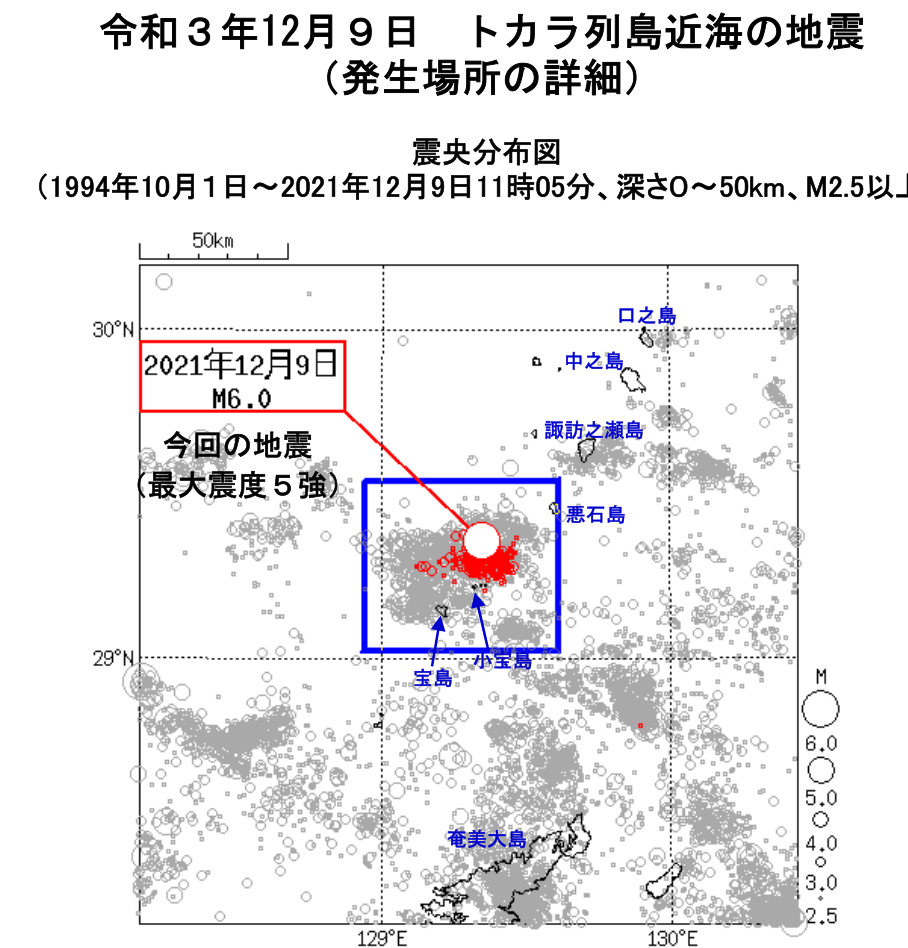 令和３年12月９日　トカラ列島近海の地震
（発生場所の詳細）
震央分布図
（1994年10月１日～2021年12月9日11時05分、深さ０～50km、M2.5以上
50km
30°N
口之島
中之島
2021年12月9日
M6.0
諏訪之瀬島
今回の地震
（最大震度５強）
悪石島
29°N
小宝島
宝島
M
6.0
5.0
奄美大島
4.0
3.0
2.5
129°E
130°E